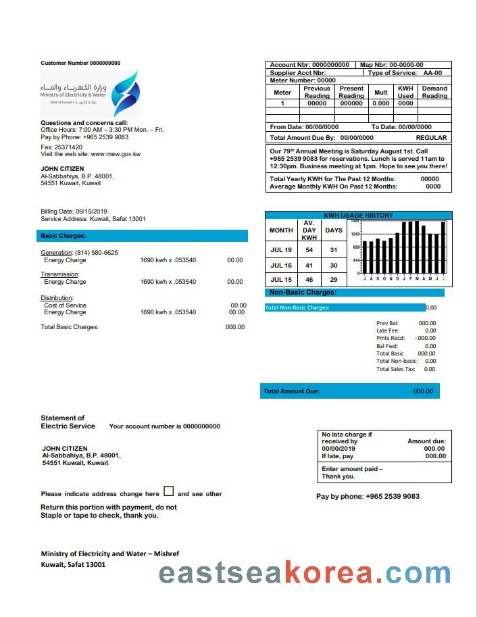 Customer Number 0000000000
وزارة الكهرباء والماء
Ministry of Electricity & Water
Questions and concerns call:
Office Hours: 7:00 AM – 3:30 PM Mon. – Fri.
Pay by Phone: +965 2539 9083
Fax: 25371420
Visit the web site: www.mew.gov.kw
JOHN CITIZEN
Al-Sabbahiya, B.P. 48001,
54551 Kuwait, Kuwait
Account Nbr: 0000000000 Map Nbr: 00-0000-00
Supplier Acct Nbr: Type of Service: AA-00
Meter Number: 00000
Meter Previous Reading Present Reading Mult KWH Used Demand Reading
1 00000 000000 0.000 0000
From Date: 00/00/0000 To Date: 00/00/0000
Total Amount Due By: 00/00/0000 REGULAR
Our 79th Annual Meeting is Saturday August 1st. Call
+965 2539 9083 for reservations. Lunch is served 11am to
12:30pm. Business meeting at 1pm. Hope to see you there!
Total Yearly KWH for The Past 12 Months: 00000
Average Monthly KWH On Past 12 Months: 0000
Billing Date: 09/15/2019
Service Address: Kuwait, Safat 13001
Basic Charges:
Generation: (814) 580-6625
Energy Charge 1690 kwh x .053540 00.00
Transmission:
Energy Charge 1690 kwh x .053540 00.00
Distribution:
Cost of Service 00.00
Energy Charge 1690 kwh x .053540 00.00
Total Basic Charges: 000.00
KWH USAGE HISTORY
MONTH AV. DAY KWH DAYS
JUL 19 54 31
JUL 16 41 30
JUL 15 46 29
J A S O N D J F M A M J J
Non-Basic Charges:
Total Non-Basic Charges: 0.00
Prev Bal: 000.00
Late Fee: 0.00
Pmts Recd: -000.00
Bal Fwd: 0.00
Total Basic 000.00
Total Non-basic: 0.00
Total Sales Tax: 0.00
Total Amount Due: 000.00
Statement of
Electric Service Your account number is 0000000000
JOHN CITIZEN
Al-Sabbahiya, B.P. 48001,
54551 Kuwait, Kuwait
No late charge if
received by Amount due:
00/00/2019 000.00
If late, pay 000.00
Enter amount paid –
Thank you.
Please indicate address change here and see other
Pay by phone: +965 2539 9083
Return this portion with payment, do not
Staple or tape to check, thank you.
Ministry of Electricity and Water – Mishref
Kuwait, Safat 13001
eastseakorea.com